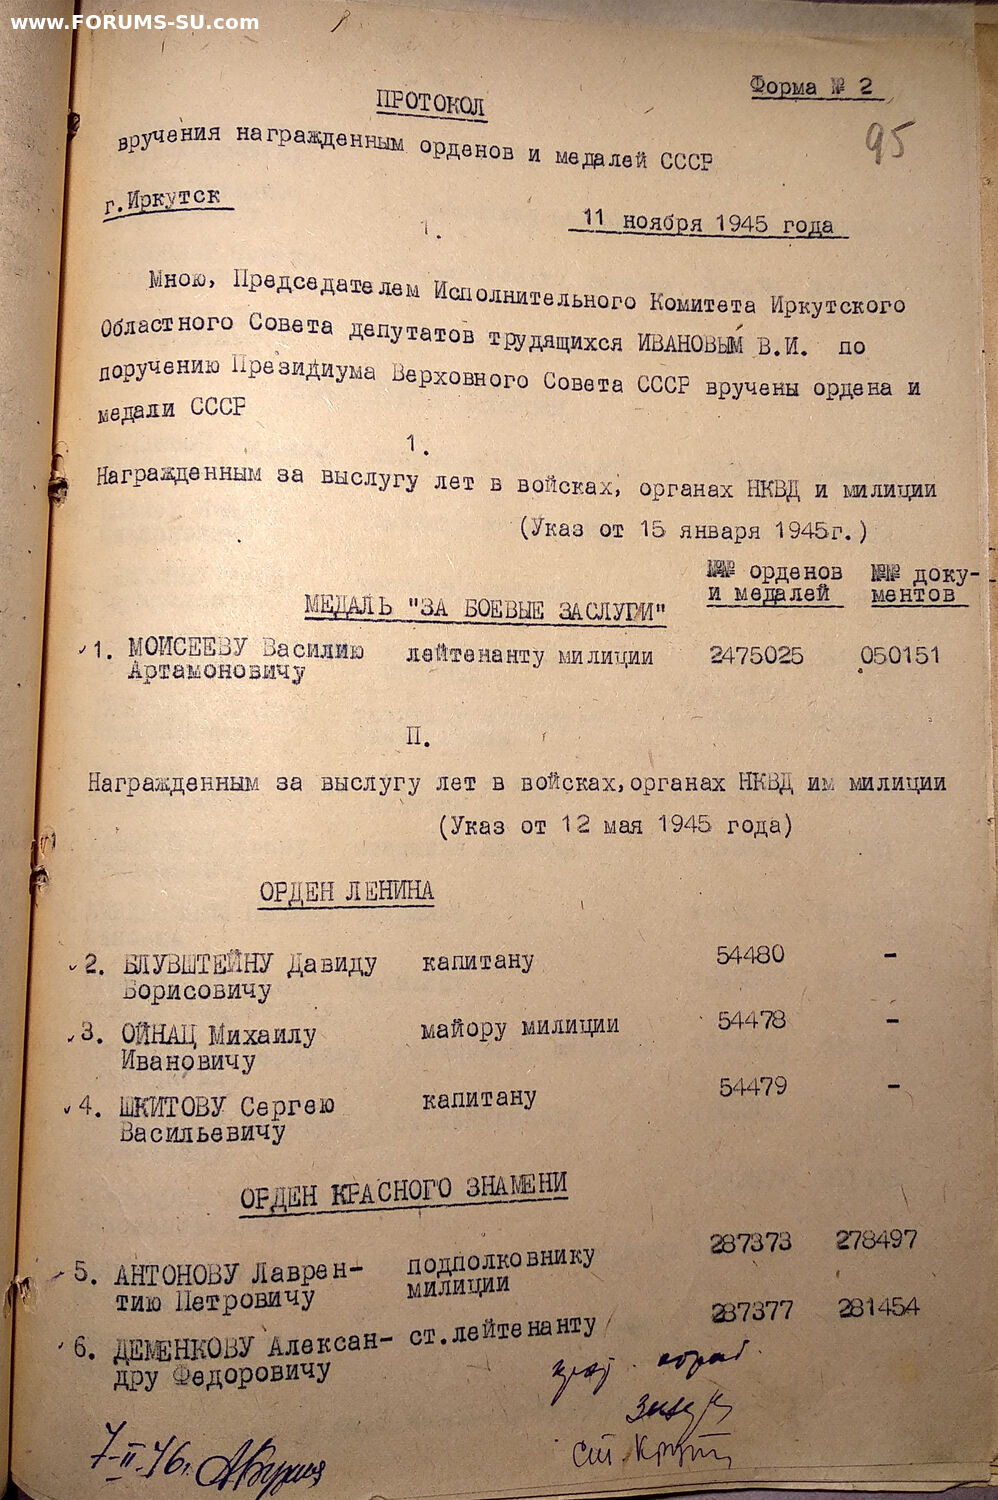 www.FORUMS-SU.com
Форма № 2
ПРОТОКОЛ
95
вручения награжденным орденов и медалей СССР
г.Иркутск
11 ноября 1945 года
1.
Мною, Председателем Исполнительного Комитета Иркутского
Областного Совета депутатов трудящихся ИВАНОВЫМ В.И. по
поручению Президиума Верховного Совета СССР вручены ордена и
медали СССР
1.
Награжденным за выслугу лет в войсках, органах НКВД и милиции
(Указ от 15 января 1945г.)
№№ орденов и медалей
№№ доку-ментов
МЕДАЛЬ "ЗА БОЕВЫЕ ЗАСЛУГИ"
1. МОИСЕЕВУ Василию лейтенанту милиции 2475025 050151
Артамоновичу
П.
Награжденным за выслугу лет в войсках,органах НКВД им милиции
(Указ от 12 мая 1945 года)
ОРДЕН ЛЕНИНА
2. БЛУВШТЕЙНУ Давиду капитану 54480 -
Борисовичу
3. ОЙНАЦ Михаилу майору милиции 54478 -
Ивановичу
4. ШКИТОВУ Сергею капитану 54479 -
Васильевичу
ОРДЕН КРАСНОГО ЗНАМЕНИ
5. АНТОНОВУ Лаврен- подполковнику 287373 278497
тию Петровичу милиции
6. ДЕМЕНКОВУ Алексан- ст.лейтенанту 287377 281454
дру Федоровичу
7-II-46г.